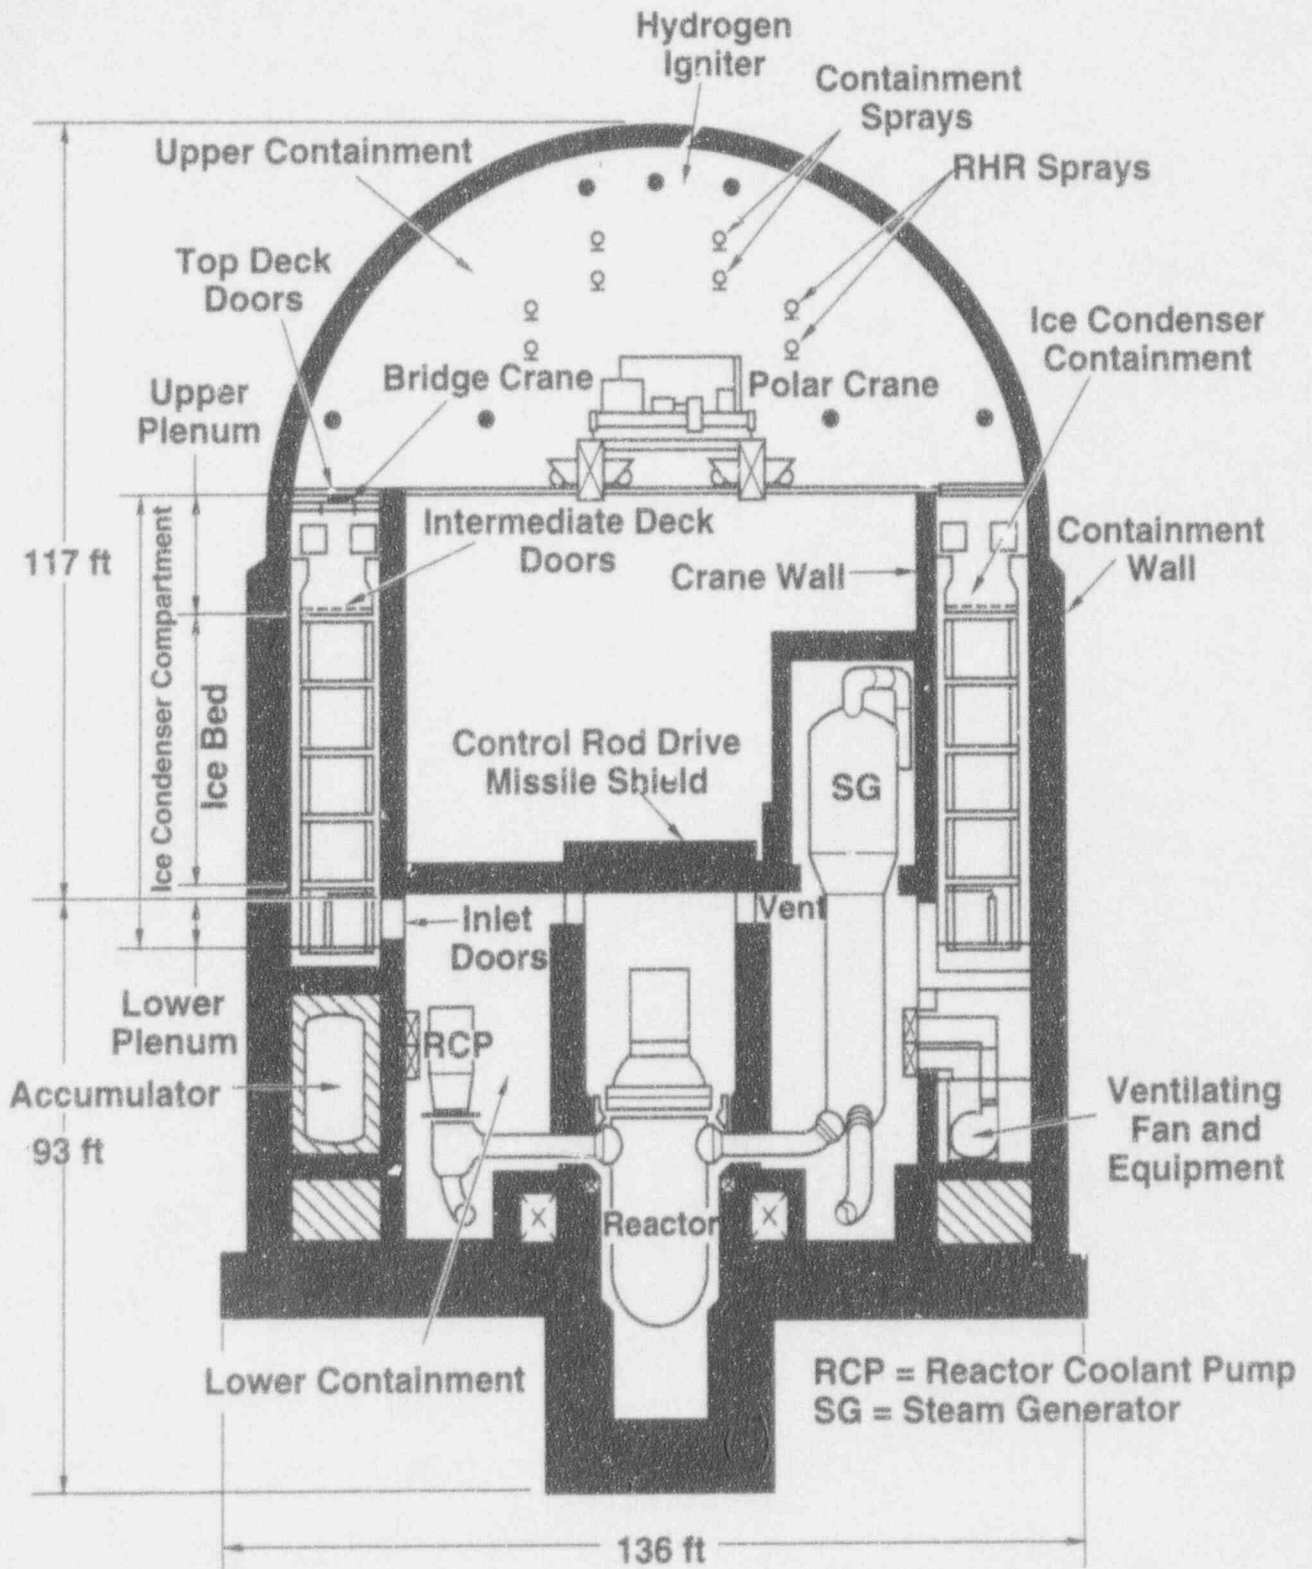 Hydrogen
Igniter
Containment
Sprays
Upper Containment
RHR Sprays
Top Deck
Doors
Ice Condenser
Containment
Bridge Crane
Polar Crane
Upper
Plenum
Intermediate Deck
Doors
Containment
Wall
117 ft
Crane Wall
Ice Condenser Compartment
Ice Bed
Control Rod Drive
Missile Shield
SG
Vent
Inlet
Doors
Lower
Plenum
RCP
Accumulator
Ventilating
Fan and
Equipment
93 ft
Reactor
Lower Containment
RCP = Reactor Coolant Pump
SG = Steam Generator
136 ft